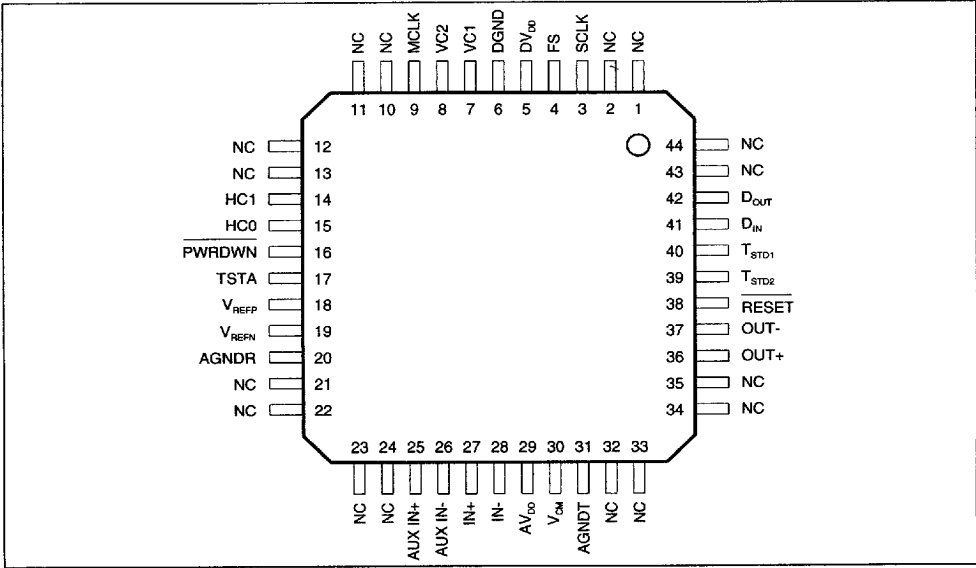 NC NC MCLK VC2 VC1 DGND DV_DD FS SCLK NC NC
11 10 9 8 7 6 5 4 3 2 1
NC 12 44 NC
NC 13 43 NC
HC1 14 42 D_OUT
HC0 15 41 D_IN
PWRDWN 16 40 T_STD1
TSTA 17 39 T_STD2
V_REFP 18 38 RESET
V_REFN 19 37 OUT-
AGNDR 20 36 OUT+
NC 21 35 NC
NC 22 34 NC
23 24 25 26 27 28 29 30 31 32 33
NC NC AUX IN+ AUX IN- IN+ IN- AV_DD V_CM AGNDT NC NC